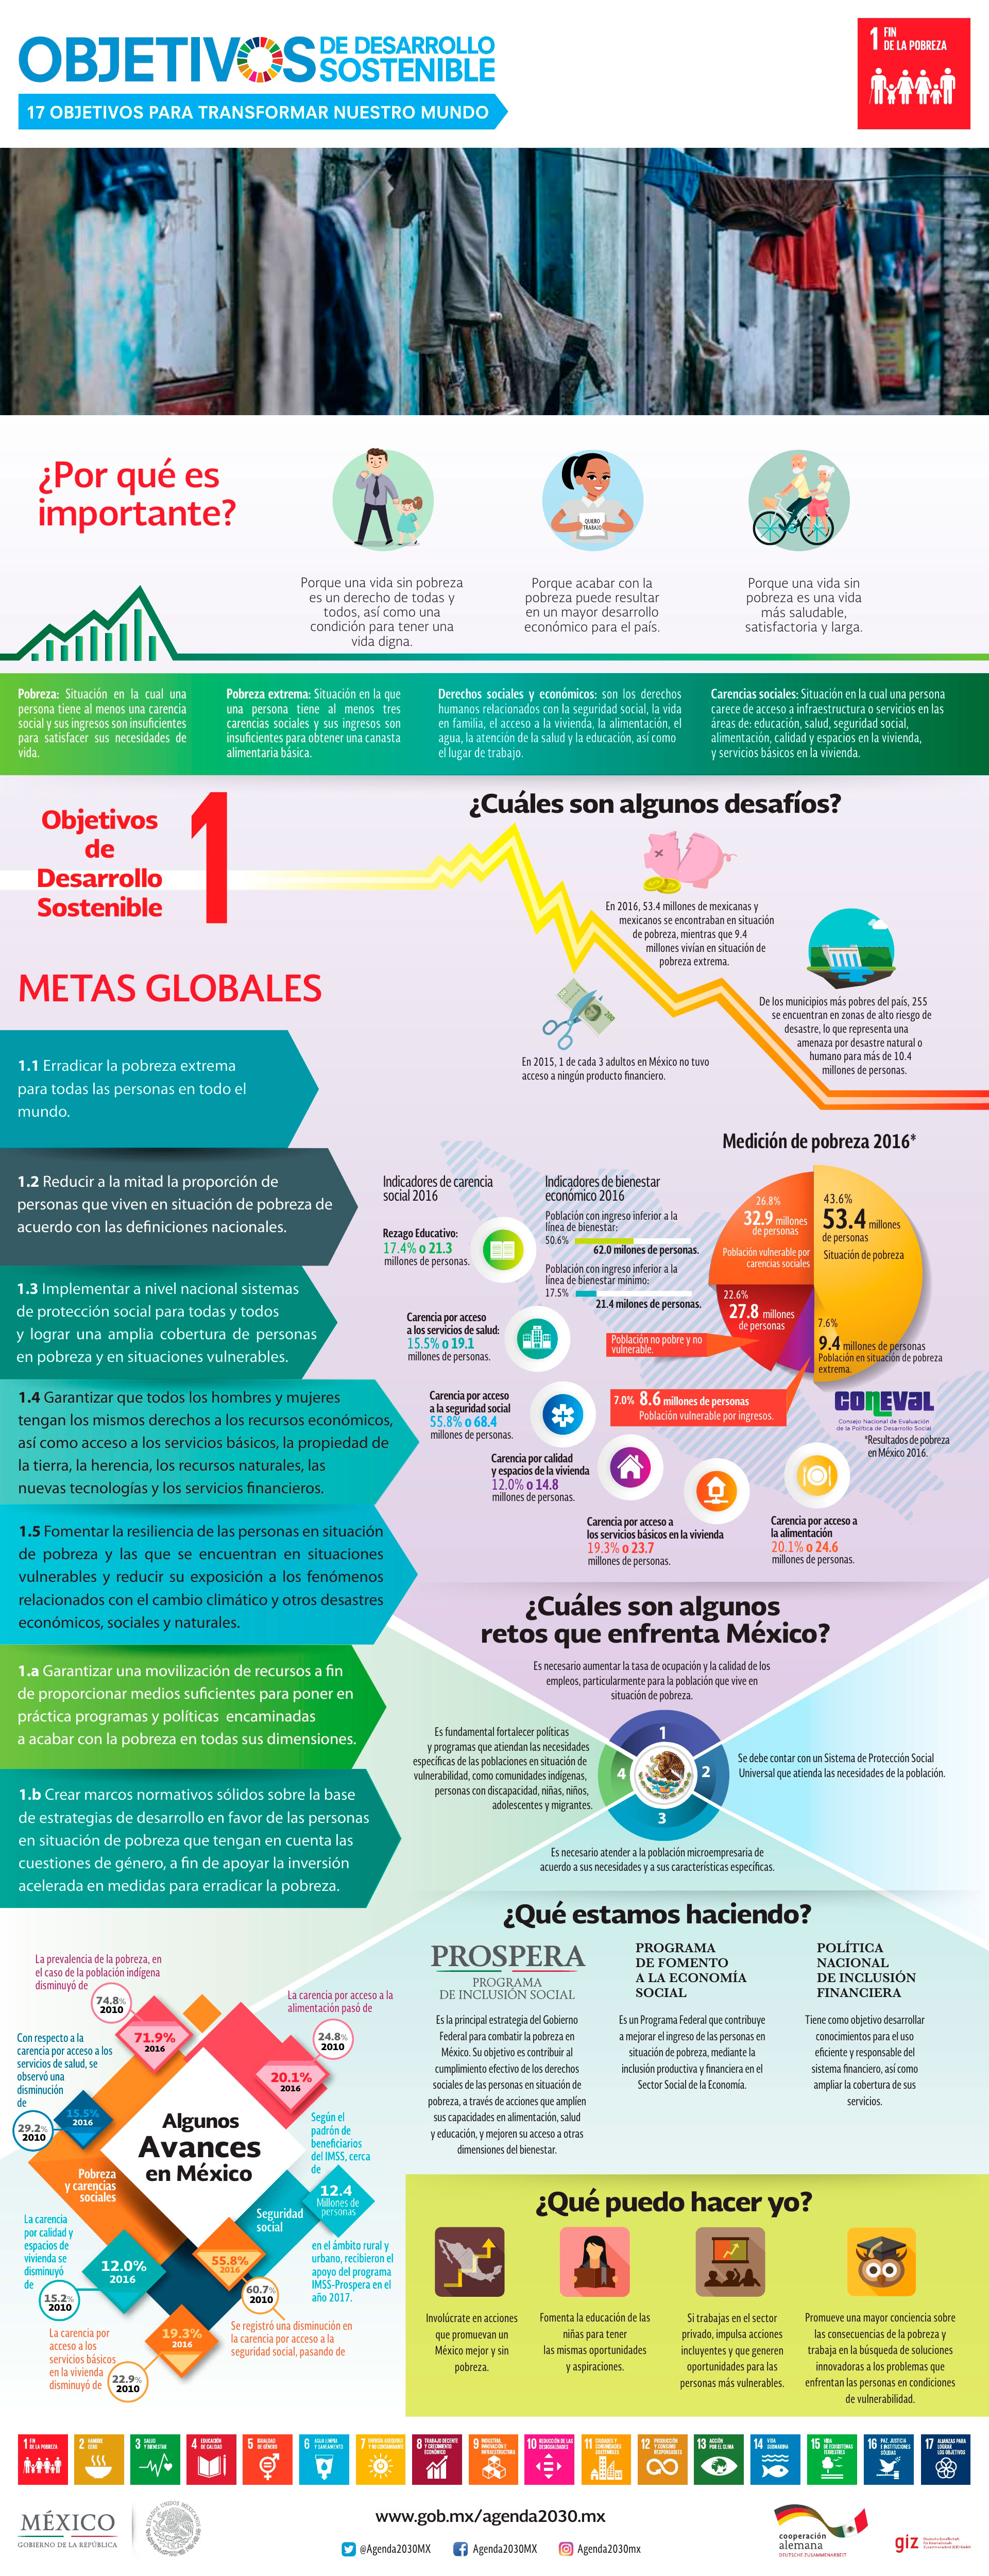 OBJETIVOS DE DESARROLLO
SOSTENIBLE
17 OBJETIVOS PARA TRANSFORMAR NUESTRO MUNDO
1 FIN
DE LA POBREZA
¿Por qué es
importante?
QUIERO
TRABAJO
Porque una vida sin pobreza
es un derecho de todas y
todos, así como una
condición para tener una
vida digna.
Porque acabar con la
pobreza puede resultar
en un mayor desarrollo
económico para el país.
Porque una vida sin
pobreza es una vida
más saludable,
satisfactoria y larga.
Pobreza: Situación en la cual una
persona tiene al menos una carencia
social y sus ingresos son insuficientes
para satisfacer sus necesidades de
vida.
Pobreza extrema: Situación en la que
una persona tiene al menos tres
carencias sociales y sus ingresos son
insuficientes para obtener una canasta
alimentaria básica.
Derechos sociales y económicos: son los derechos
humanos relacionados con la seguridad social, la vida
en familia, el acceso a la vivienda, la alimentación, el
agua, la atención de la salud y la educación, así como
el lugar de trabajo.
Carencias sociales: Situación en la cual una persona
carece de acceso a infraestructura o servicios en las
áreas de: educación, salud, seguridad social,
alimentación, calidad y espacios en la vivienda,
y servicios básicos en la vivienda.
Objetivos
de
Desarrollo
Sostenible
1
¿Cuáles son algunos desafíos?
En 2016, 53.4 millones de mexicanas y
mexicanos se encontraban en situación
de pobreza, mientras que 9.4
millones vivían en situación de
pobreza extrema.
De los municipios más pobres del país, 255
se encuentran en zonas de alto riesgo de
desastre, lo que representa una
amenaza por desastre natural o
humano para más de 10.4
millones de personas.
200
En 2015, 1 de cada 3 adultos en México no tuvo
acceso a ningún producto financiero.
METAS GLOBALES
1.1 Erradicar la pobreza extrema
para todas las personas en todo el
mundo.
1.2 Reducir a la mitad la proporción de
personas que viven en situación de pobreza de
acuerdo con las definiciones nacionales.
1.3 Implementar a nivel nacional sistemas
de protección social para todas y todos
y lograr una amplia cobertura de personas
en pobreza y en situaciones vulnerables.
1.4 Garantizar que todos los hombres y mujeres
tengan los mismos derechos a los recursos económicos,
así como acceso a los servicios básicos, la propiedad de
la tierra, la herencia, los recursos naturales, las
nuevas tecnologías y los servicios financieros.
1.5 Fomentar la resiliencia de las personas en situación
de pobreza y las que se encuentran en situaciones
vulnerables y reducir su exposición a los fenómenos
relacionados con el cambio climático y otros desastres
económicos, sociales y naturales.
1.a Garantizar una movilización de recursos a fin
de proporcionar medios suficientes para poner en
práctica programas y políticas encaminadas
a acabar con la pobreza en todas sus dimensiones.
1.b Crear marcos normativos sólidos sobre la base
de estrategias de desarrollo en favor de las personas
en situación de pobreza que tengan en cuenta las
cuestiones de género, a fin de apoyar la inversión
acelerada en medidas para erradicar la pobreza.
Medición de pobreza 2016*
Indicadores de carencia
social 2016
Rezago Educativo:
17.4% o 21.3
millones de personas.
Indicadores de bienestar
económico 2016
Población con ingreso inferior a la
línea de bienestar:
50.6%
62.0 milones de personas.
Población con ingreso inferior a la
línea de bienestar mínimo:
17.5%
21.4 milones de personas.
26.8%
32.9 millones
de personas
Población vulnerable por
carencias sociales
43.6%
53.4 millones
de personas
Situación de pobreza
22.6%
27.8 millones
de personas
7.6%
9.4 millones de personas
Población en situación de pobreza
extrema.
Población no pobre y no
vulnerable.
7.0% 8.6 millones de personas
Población vulnerable por ingresos.
CONEVAL
Consejo Nacional de Evaluación
de la Política de Desarrollo Social
*Resultados de pobreza
en México 2016.
Carencia por acceso
a los servicios de salud:
15.5% o 19.1
millones de personas.
Carencia por acceso
a la seguridad social
55.8% o 68.4
millones de personas.
Carencia por calidad
y espacios de la vivienda
12.0% o 14.8
millones de personas.
Carencia por acceso a
los servicios básicos en la vivienda
19.3% o 23.7
millones de personas.
Carencia por acceso a
la alimentación
20.1% o 24.6
millones de personas.
¿Cuáles son algunos
retos que enfrenta México?
Es necesario aumentar la tasa de ocupación y la calidad de los
empleos, particularmente para la población que vive en
situación de pobreza.
1
2
3
4
Se debe contar con un Sistema de Protección Social
Universal que atienda las necesidades de la población.
Es necesario atender a la población microempresaria de
acuerdo a sus necesidades y a sus características específicas.
Es fundamental fortalecer políticas
y programas que atiendan las necesidades
específicas de las poblaciones en situación de
vulnerabilidad, como comunidades indígenas,
personas con discapacidad, niñas, niños,
adolescentes y migrantes.
¿Qué estamos haciendo?
PROSPERA
PROGRAMA
DE INCLUSIÓN SOCIAL
Es la principal estrategia del Gobierno
Federal para combatir la pobreza en
México. Su objetivo es contribuir al
cumplimiento efectivo de los derechos
sociales de las personas en situación de
pobreza, a través de acciones que amplíen
sus capacidades en alimentación, salud
y educación, y mejoren su acceso a otras
dimensiones del bienestar.
PROGRAMA
DE FOMENTO
A LA ECONOMÍA
SOCIAL
Es un Programa Federal que contribuye
a mejorar el ingreso de las personas en
situación de pobreza, mediante la
inclusión productiva y financiera en el
Sector Social de la Economía.
POLÍTICA
NACIONAL
DE INCLUSIÓN
FINANCIERA
Tiene como objetivo desarrollar
conocimientos para el uso
eficiente y responsable del
sistema financiero, así como
ampliar la cobertura de sus
servicios.
La prevalencia de la pobreza, en
el caso de la población indígena
disminuyó de
74.8%
2010
71.9%
2016
La carencia por acceso a la
alimentación pasó de
24.8%
2010
20.1%
2016
Con respecto a la
carencia por acceso a los
servicios de salud, se
observó una
disminución
de
29.2%
2010
15.5%
2016
Algunos
Avances
en México
Pobreza
y carencias
sociales
Seguridad
social
Según el
padrón de
beneficiarios
del IMSS, cerca
de
12.4
Millones de
personas
en el ámbito rural y
urbano, recibieron el
apoyo del programa
IMSS-Prospera en el
año 2017.
La carencia
por calidad y
espacios de
vivienda se
disminuyó
de
15.2%
2010
12.0%
2016
55.8%
2016
60.7%
2010
Se registró una disminución en
la carencia por acceso a la
seguridad social, pasando de
La carencia por
acceso a los
servicios básicos
en la vivienda
disminuyó de
22.9%
2010
19.3%
2016
¿Qué puedo hacer yo?
Involúcrate en acciones
que promuevan un
México mejor y sin
pobreza.
Fomenta la educación de las
niñas para tener
las mismas oportunidades
y aspiraciones.
Si trabajas en el sector
privado, impulsa acciones
incluyentes y que generen
oportunidades para las
personas más vulnerables.
Promueve una mayor conciencia sobre
las consecuencias de la pobreza y
trabaja en la búsqueda de soluciones
innovadoras a los problemas que
enfrentan las personas en condiciones
de vulnerabilidad.
1 FIN
DE LA POBREZA
2 HAMBRE
CERO
3 SALUD
Y BIENESTAR
4 EDUCACIÓN
DE CALIDAD
5 IGUALDAD
DE GÉNERO
6 AGUA LIMPIA
Y SANEAMIENTO
7 ENERGÍA ASEQUIBLE
Y NO CONTAMINANTE
8 TRABAJO DECENTE
Y CRECIMIENTO
ECONÓMICO
9 INDUSTRIA,
INNOVACIÓN E
INFRAESTRUCTURA
10 REDUCCIÓN DE LAS
DESIGUALDADES
11 CIUDADES Y
COMUNIDADES
SOSTENIBLES
12 PRODUCCIÓN
Y CONSUMO
RESPONSABLES
13 ACCIÓN
POR EL CLIMA
14 VIDA
SUBMARINA
15 VIDA
DE ECOSISTEMAS
TERRESTRES
16 PAZ, JUSTICIA
E INSTITUCIONES
SÓLIDAS
17 ALIANZAS PARA
LOGRAR
LOS OBJETIVOS
MÉXICO
GOBIERNO DE LA REPÚBLICA
ESTADOS UNIDOS MEXICANOS
www.gob.mx/agenda2030.mx
@Agenda2030MX
Agenda2030MX
Agenda2030mx
cooperación
alemana
DEUTSCHE ZUSAMMENARBEIT
giz